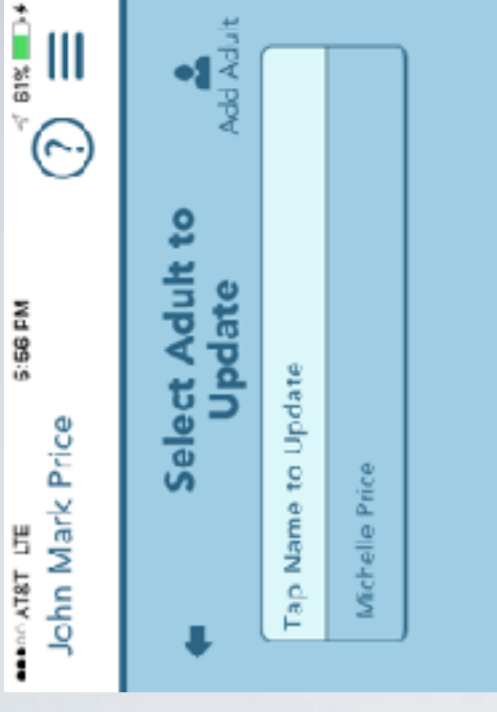 AT&T LTE 5:56 PM 61%
John Mark Price ?
Select Adult to
Update
Add Adult
Tap Name to Update
Michelle Price